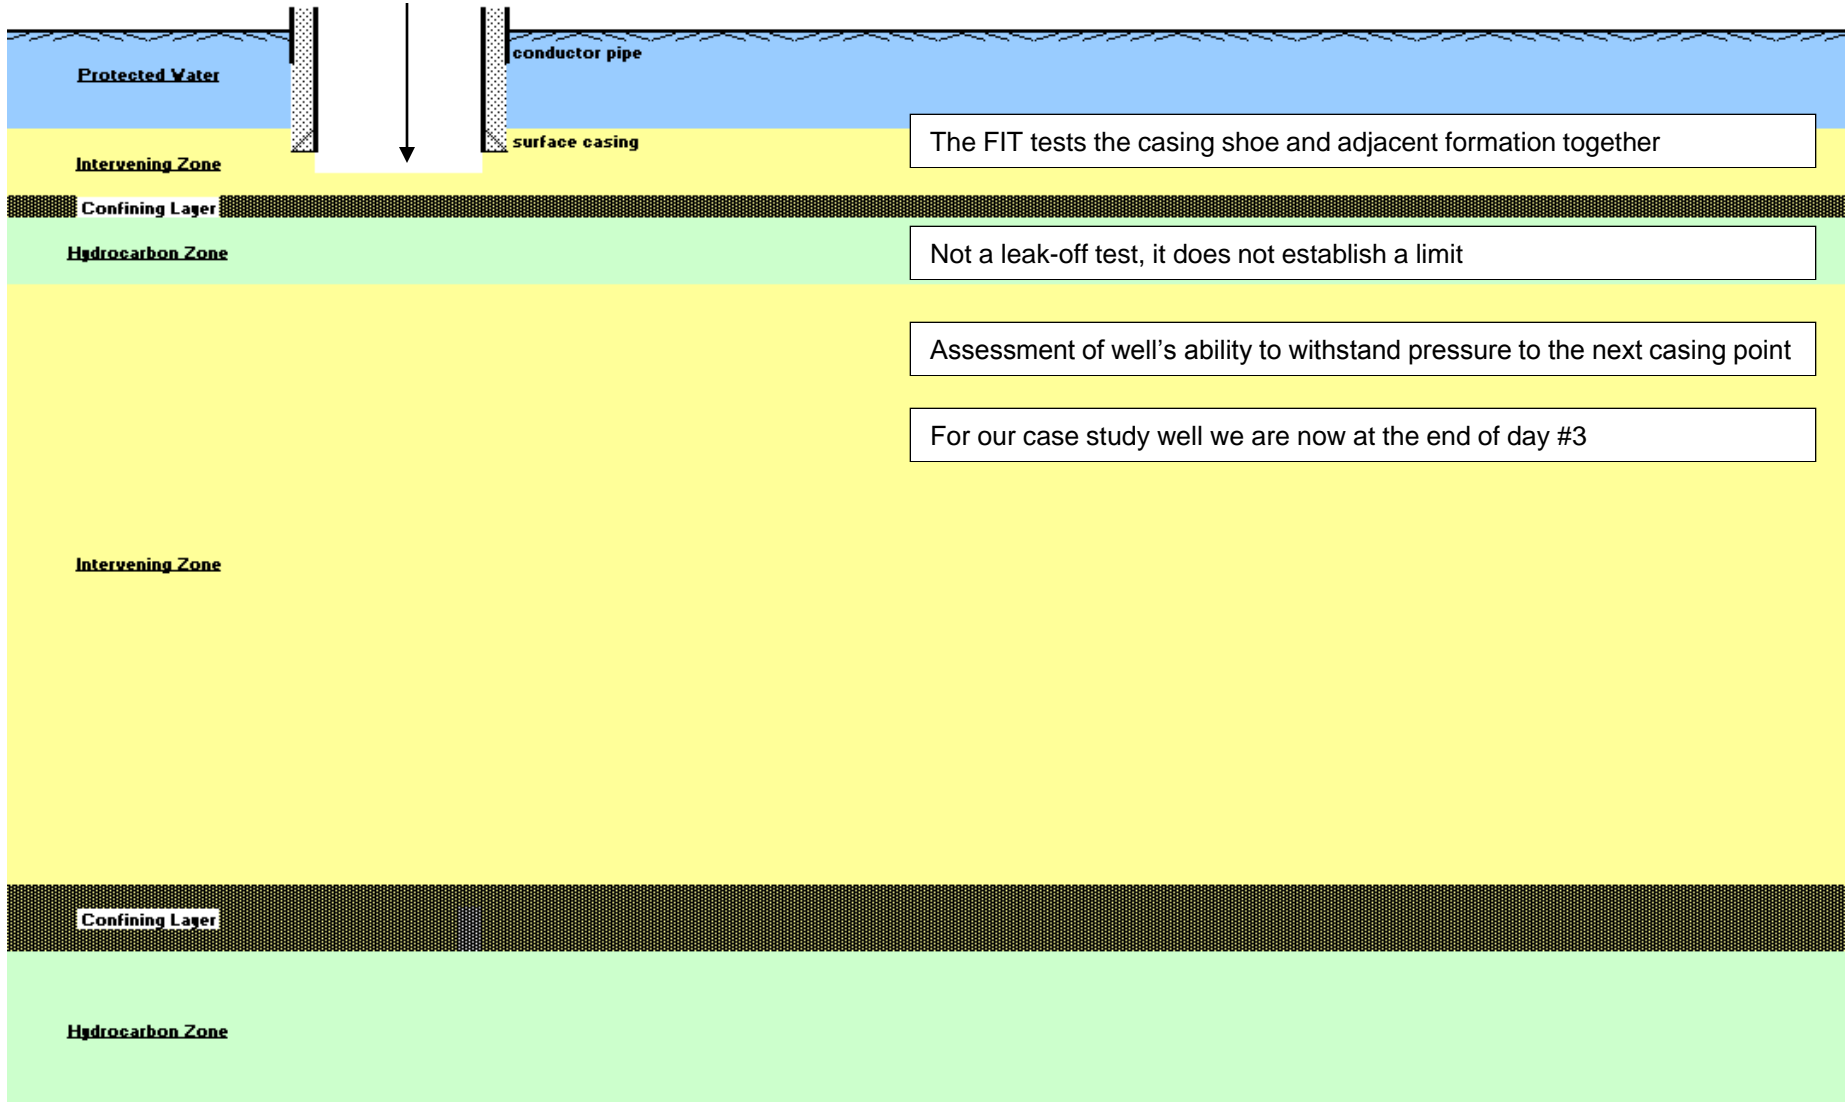 conductor pipe
Protected Water
surface casing
The FIT tests the casing shoe and adjacent formation together
Intervening Zone
Confining Layer
Hydrocarbon Zone
Not a leak-off test, it does not establish a limit
Assessment of well’s ability to withstand pressure to the next casing point
For our case study well we are now at the end of day #3
Intervening Zone
Confining Layer
Hydrocarbon Zone